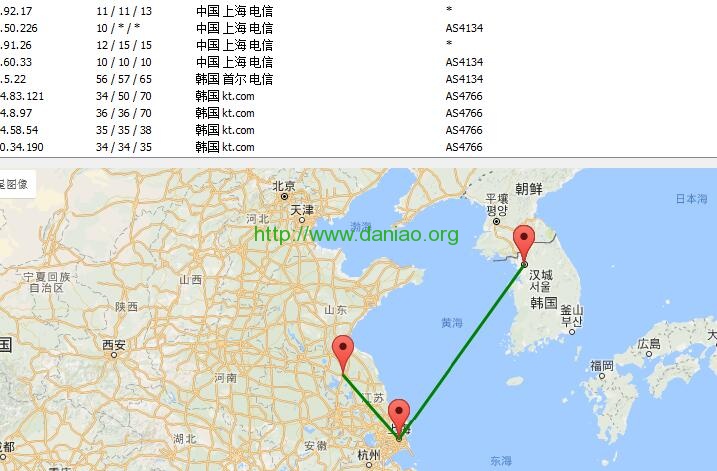 .92.17 11 / 11 / 13 中国 上海 电信 *
.50.226 10 / * / * 中国 上海 电信 AS4134
.91.26 12 / 15 / 15 中国 上海 电信 *
.60.33 10 / 10 / 10 中国 上海 电信 AS4134
.5.22 56 / 57 / 65 韩国 首尔 电信 AS4134
4.83.121 34 / 50 / 70 韩国 kt.com AS4766
4.8.97 36 / 36 / 70 韩国 kt.com AS4766
4.58.54 35 / 35 / 38 韩国 kt.com AS4766
0.34.190 34 / 34 / 35 韩国 kt.com AS4766
星图像
北京
朝鲜
平壤
평양
日本海
天津
河北
渤海
http://www.daniao.org
宁夏回族
自治区
山西
汉城
서울
陕西
山东
韩国
釜山
부산
黄海
国
西安
広島
大
福岡
河南
江苏
上海
湖北
安徽
杭州
东海
成都
重庆